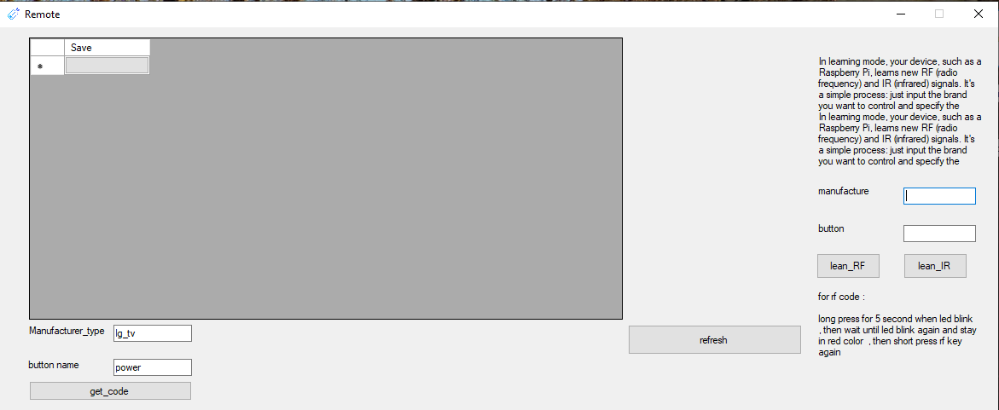 Remote
Save
*
In learning mode, your device, such as a
Raspberry Pi, learns new RF (radio
frequency) and IR (infrared) signals. It's
a simple process: just input the brand
you want to control and specify the
In learning mode, your device, such as a
Raspberry Pi, learns new RF (radio
frequency) and IR (infrared) signals. It's
a simple process: just input the brand
you want to control and specify the
manufacture
button
lean_RF lean_IR
for rf code :
long press for 5 second when led blink
, then wait until led blink again and stay
in red color , then short press rf key
again
Manufacturer_type lg_tv
button name power
get_code
refresh